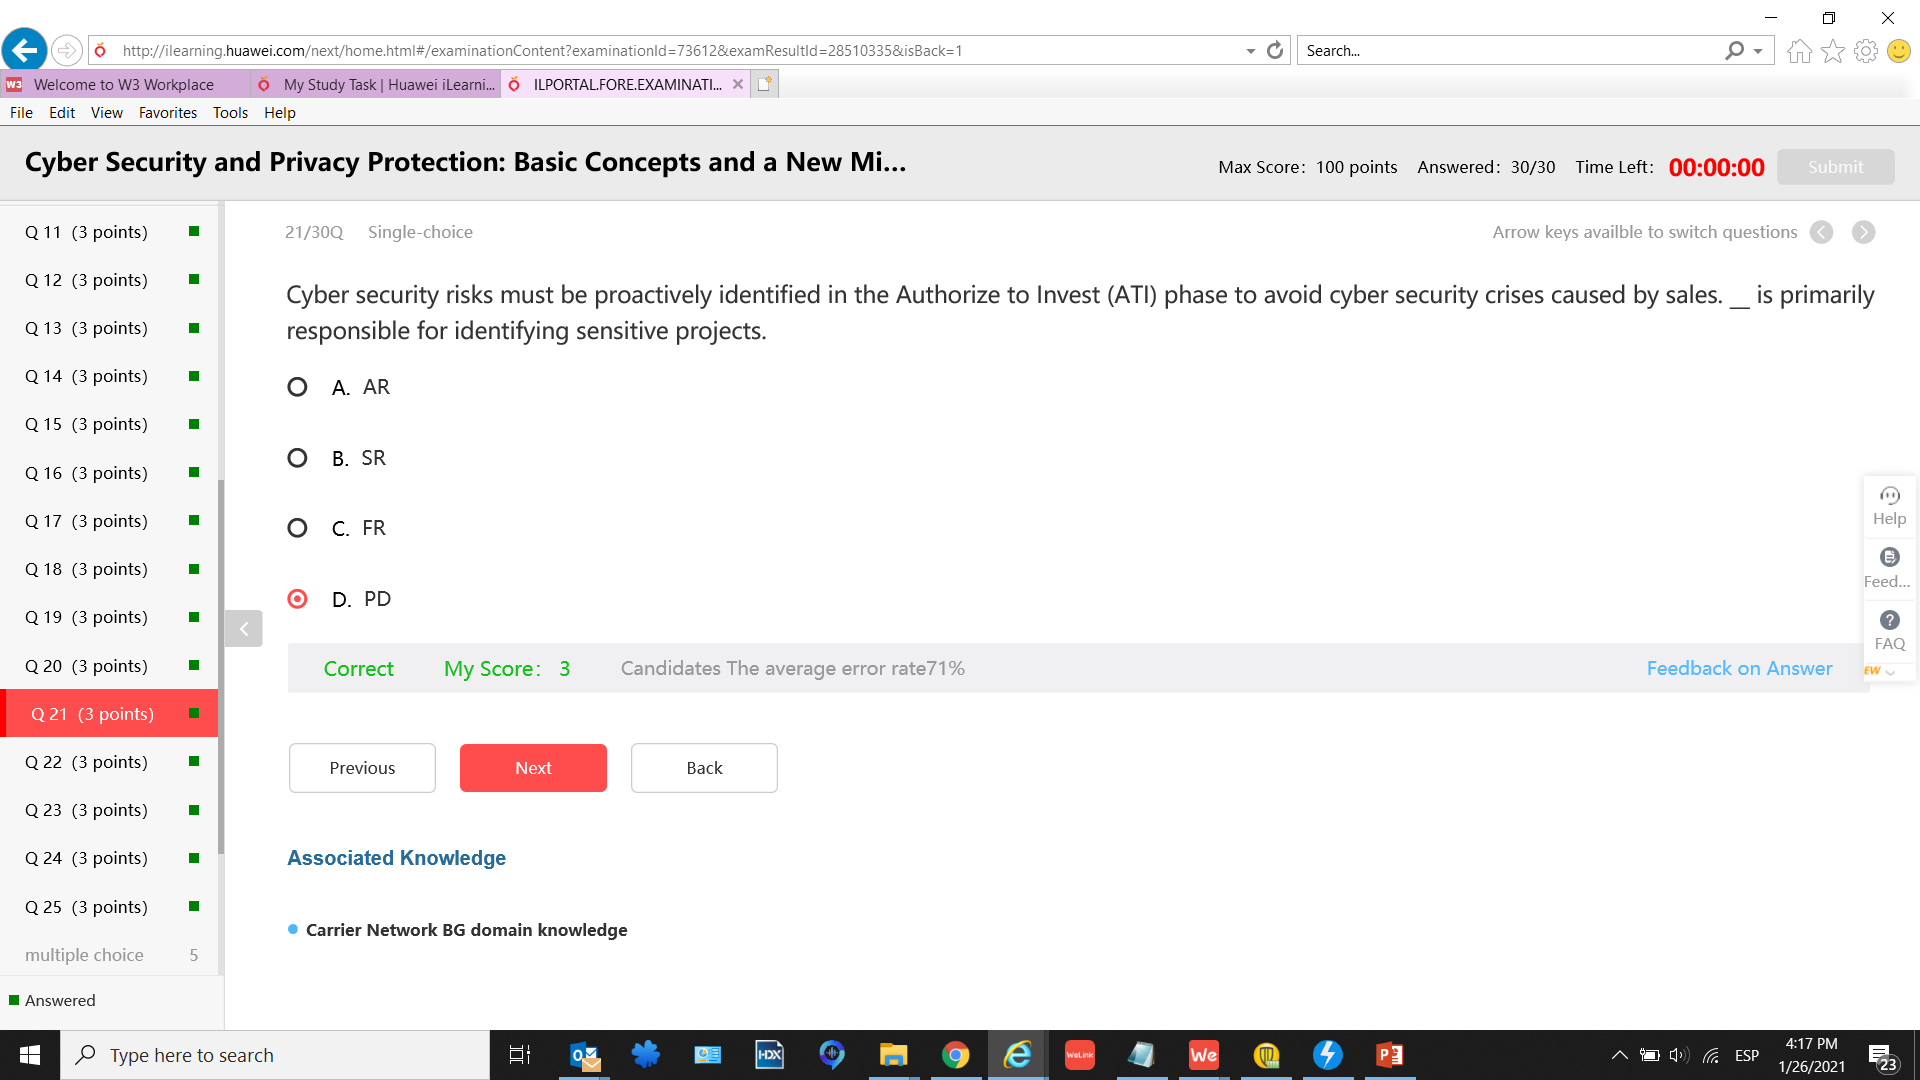 http://ilearning.huawei.com/next/home.html#/examinationContent?examinationId=73612&examResultId=28510335&isBack=1
Search...
W3 Welcome to W3 Workplace
My Study Task | Huawei iLearni...
ILPORTAL.FORE.EXAMINATI...
File Edit View Favorites Tools Help
Cyber Security and Privacy Protection: Basic Concepts and a New Mi...
Max Score: 100 points Answered: 30/30 Time Left: 00:00:00 Submit
Q 11 (3 points)
Q 12 (3 points)
Q 13 (3 points)
Q 14 (3 points)
Q 15 (3 points)
Q 16 (3 points)
Q 17 (3 points)
Q 18 (3 points)
Q 19 (3 points)
Q 20 (3 points)
Q 21 (3 points)
Q 22 (3 points)
Q 23 (3 points)
Q 24 (3 points)
Q 25 (3 points)
multiple choice 5
Answered
21/30Q Single-choice
Arrow keys availble to switch questions
Cyber security risks must be proactively identified in the Authorize to Invest (ATI) phase to avoid cyber security crises caused by sales. __ is primarily
responsible for identifying sensitive projects.
A. AR
B. SR
C. FR
D. PD
Correct My Score: 3 Candidates The average error rate71% Feedback on Answer
Previous Next Back
Associated Knowledge
Carrier Network BG domain knowledge
Help
Feed...
FAQ
EW
Type here to search
HDX
WeLink
We
ESP
4:17 PM
1/26/2021
23